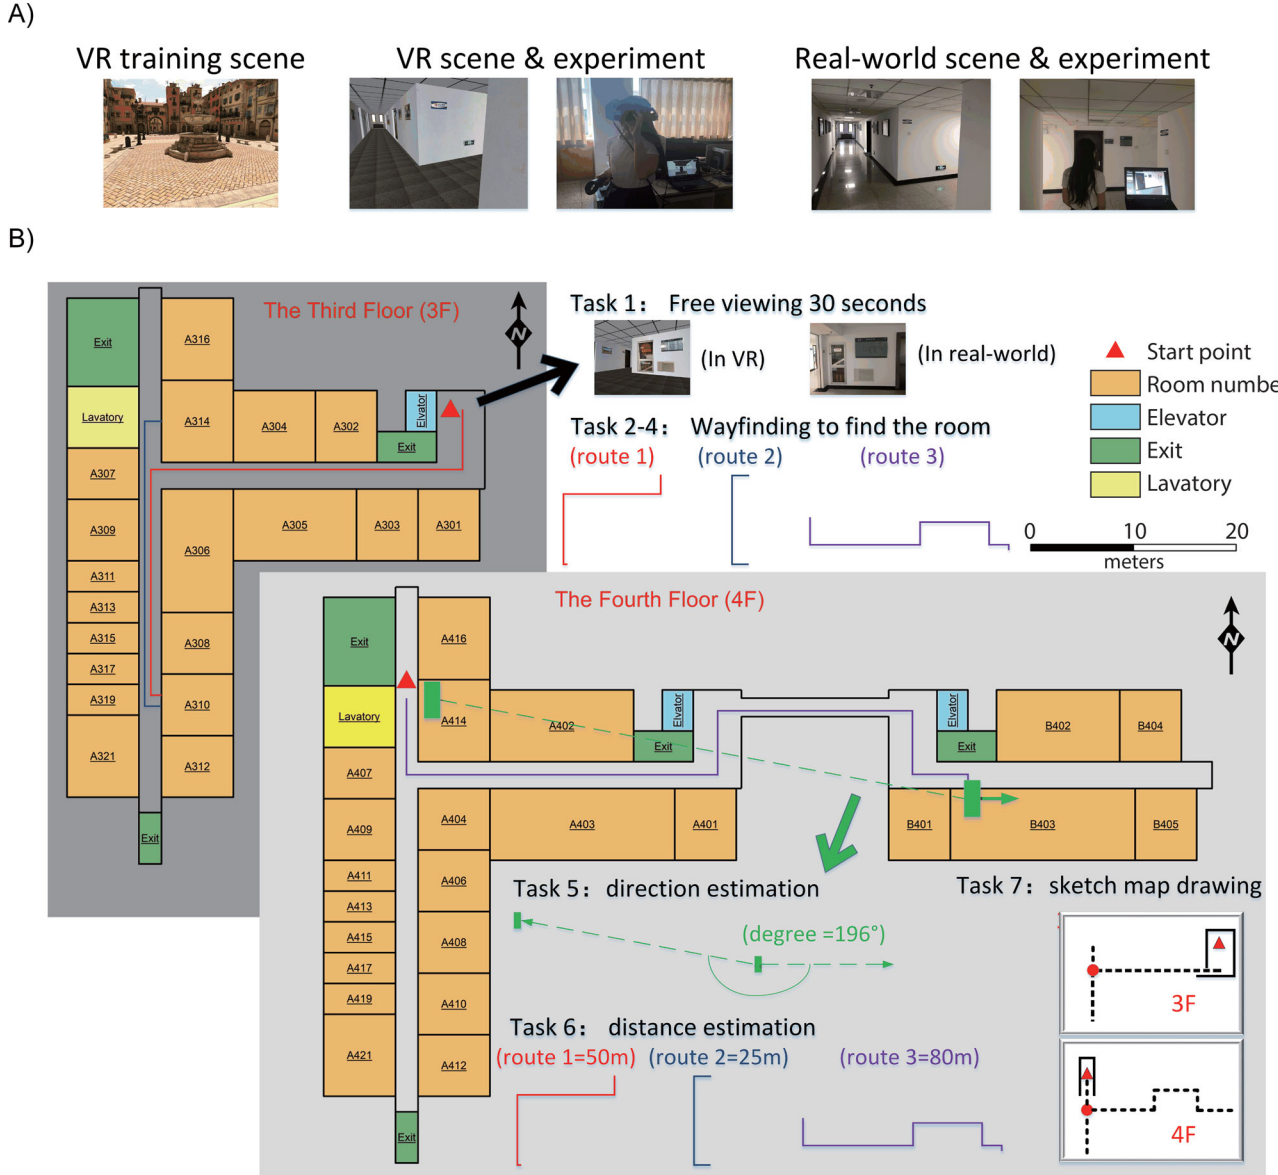 A)
VR training scene
VR scene & experiment
Real-world scene & experiment
B)
The Third Floor (3F)
N
Exit
A316
Lavatory
A314
A304
A302
Elvator
Exit
A307
A309
A306
A305
A303
A301
A311
A313
A315
A308
A317
A319
A310
A321
A312
Exit
Task 1: Free viewing 30 seconds
(In VR)
(In real-world)
Task 2-4: Wayfinding to find the room
(route 1)
(route 2)
(route 3)
Start point
Room numbe
Elevator
Exit
Lavatory
0 10 20
meters
The Fourth Floor (4F)
N
Exit
A416
Lavatory
A414
A402
Elvator
Exit
Elvator
Exit
B402
B404
A407
A409
A404
A403
A401
B401
B403
B405
A411
A406
A413
A415
A408
A417
A419
A410
A421
A412
Exit
Task 5: direction estimation
(degree =196°)
Task 6: distance estimation
(route 1=50m)
(route 2=25m)
(route 3=80m)
Task 7: sketch map drawing
3F
4F